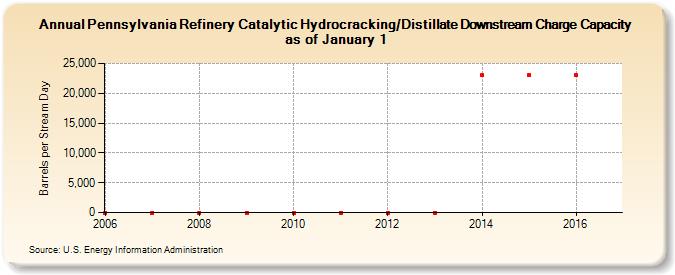 Annual Pennsylvania Refinery Catalytic Hydrocracking/Distillate Downstream Charge Capacity
as of January 1
Barrels per Stream Day
25,000
20,000
15,000
10,000
5,000
0
2006 2008 2010 2012 2014 2016
Source: U.S. Energy Information Administration